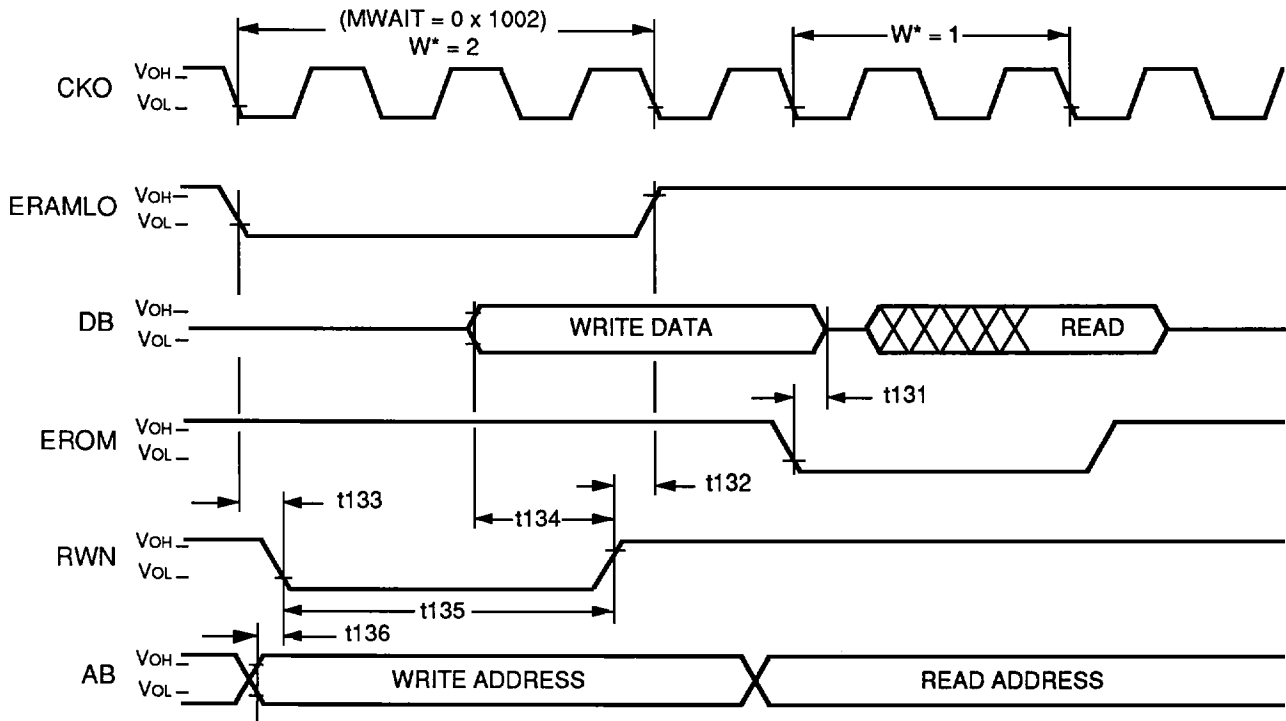 (MWAIT = 0 x 1002)
W* = 2
W* = 1
CKO
VOH
VOL
ERAMLO
VOH
VOL
DB
VOH
VOL
WRITE DATA
READ
t131
EROM
VOH
VOL
t132
t133
t134
RWN
VOH
VOL
t135
t136
AB
VOH
VOL
WRITE ADDRESS
READ ADDRESS